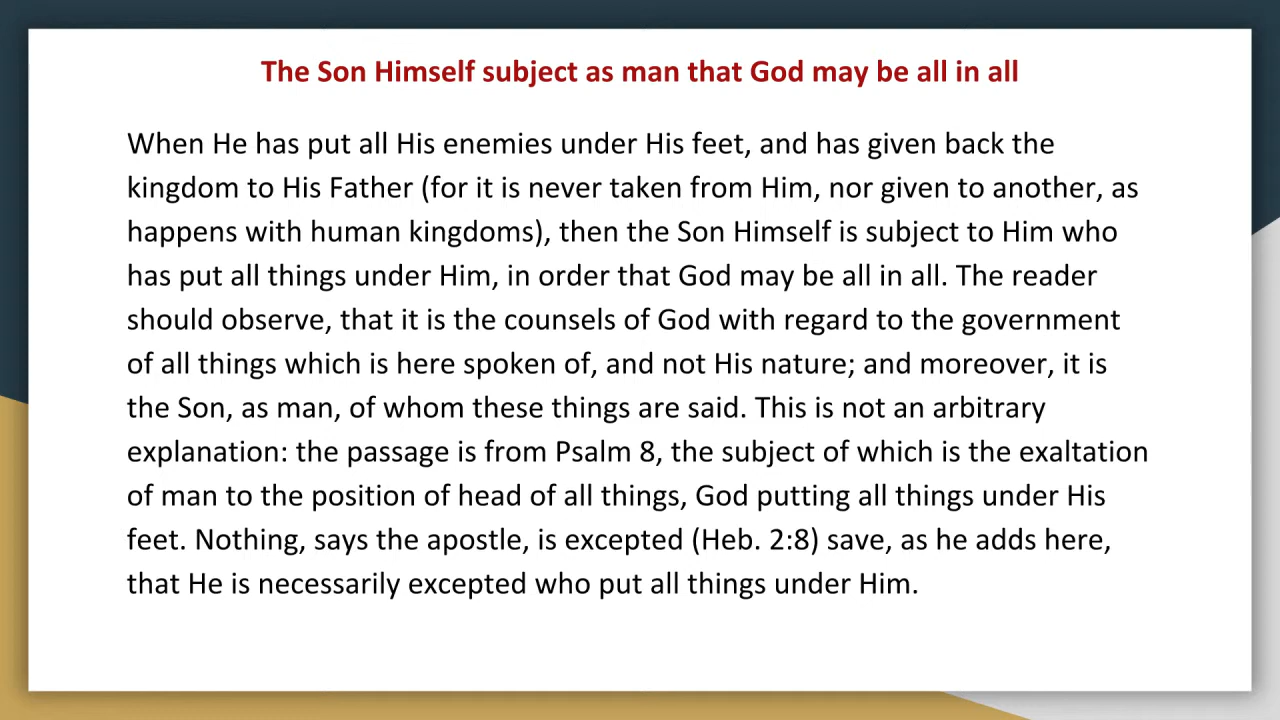 The Son Himself subject as man that God may be all in all
When He has put all His enemies under His feet, and has given back the
kingdom to His Father (for it is never taken from Him, nor given to another, as
happens with human kingdoms), then the Son Himself is subject to Him who
has put all things under Him, in order that God may be all in all. The reader
should observe, that it is the counsels of God with regard to the government
of all things which is here spoken of, and not His nature; and moreover, it is
the Son, as man, of whom these things are said. This is not an arbitrary
explanation: the passage is from Psalm 8, the subject of which is the exaltation
of man to the position of head of all things, God putting all things under His
feet. Nothing, says the apostle, is excepted (Heb. 2:8) save, as he adds here,
that He is necessarily excepted who put all things under Him.